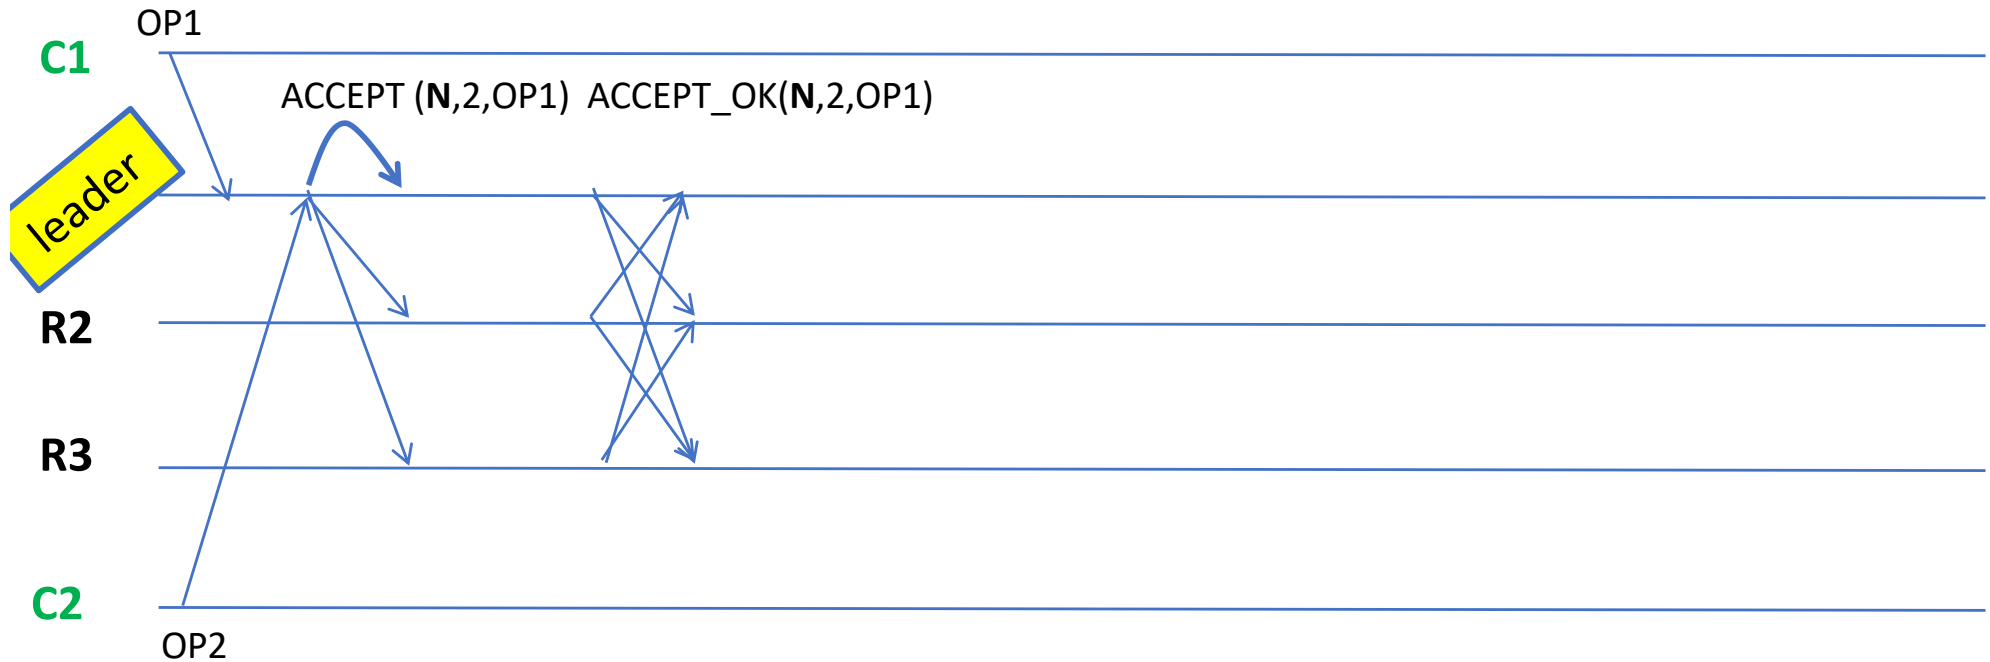 OP1
C1
ACCEPT (N,2,OP1) ACCEPT_OK(N,2,OP1)
leader
R2
R3
C2
OP2